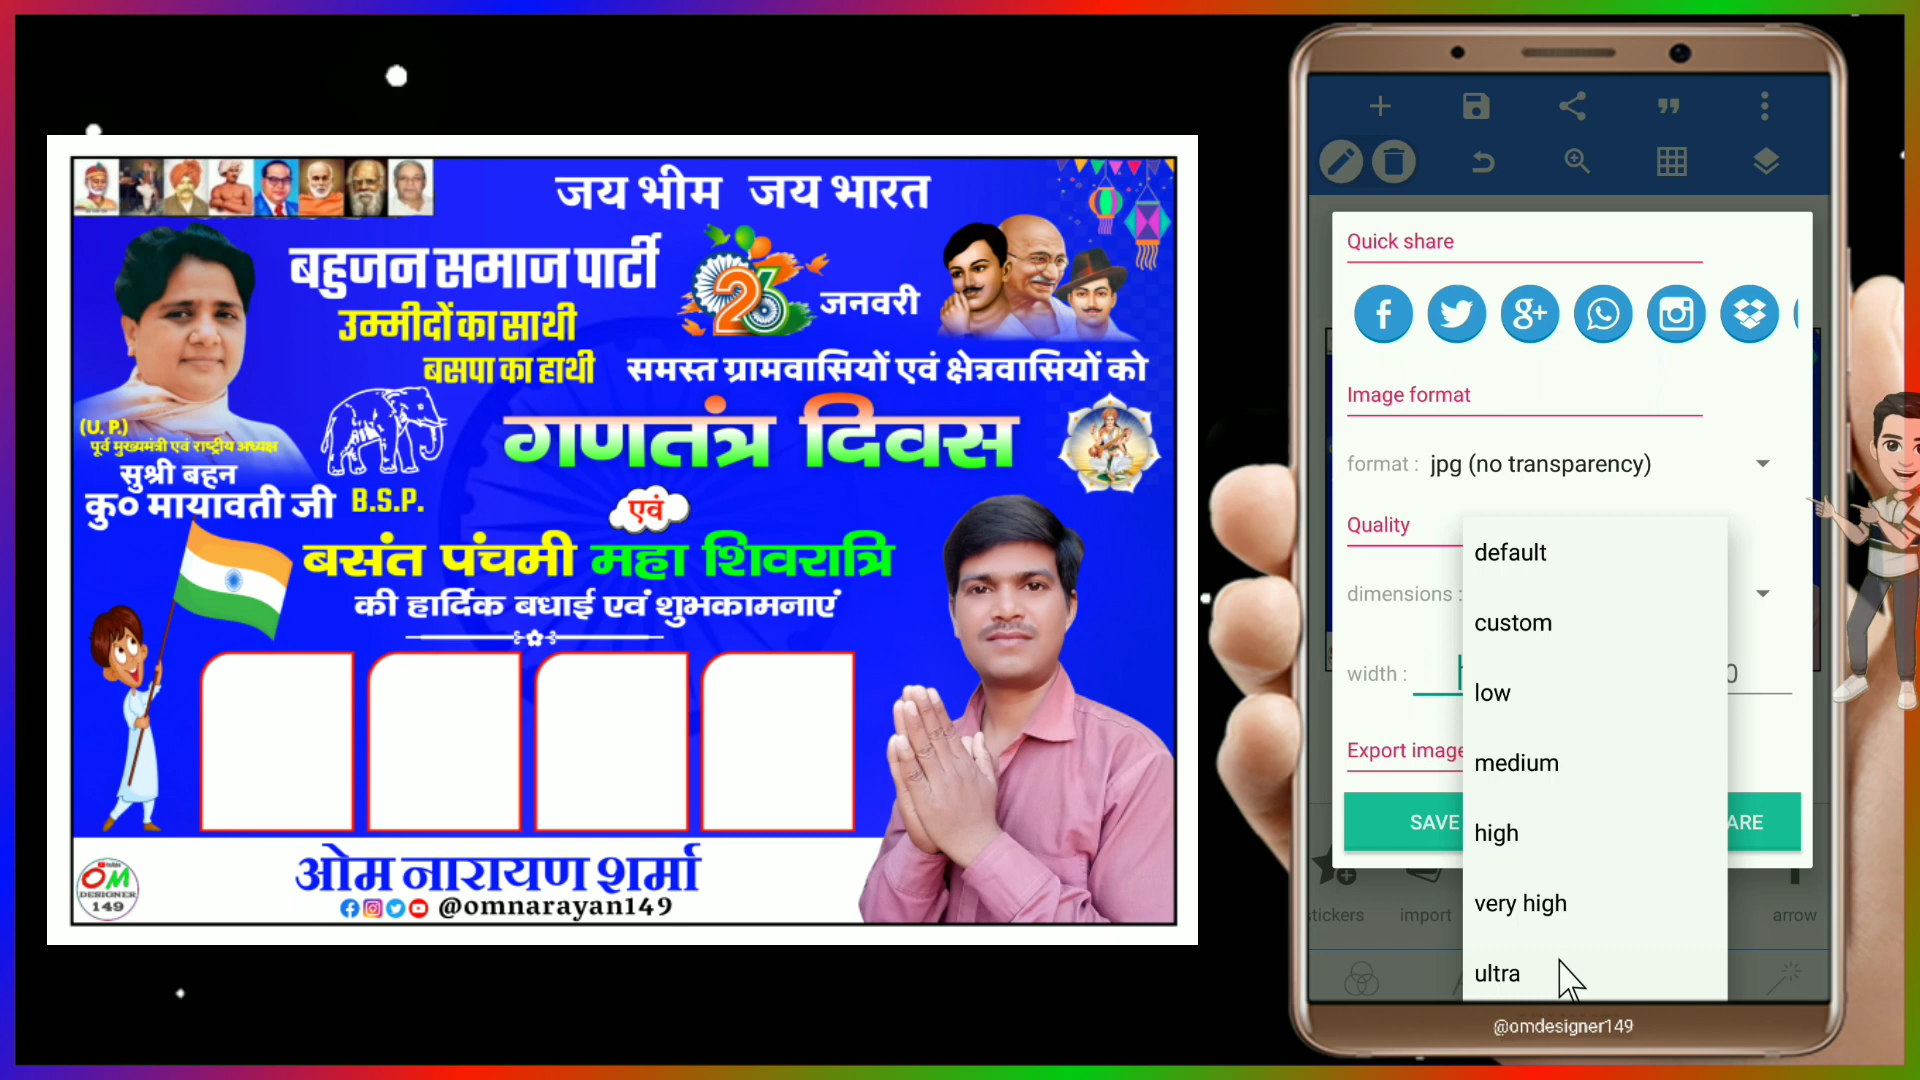 जय भीम जय भारत
बहुजन समाज पार्टी
उम्मीदों का साथी
बसपा का हाथी
26 जनवरी
समस्त ग्रामवासियों एवं क्षेत्रवासियों को
गणतंत्र दिवस
(U. P.)
पूर्व मुख्यमंत्री एवं राष्ट्रीय अध्यक्ष
सुश्री बहन
कु० मायावती जी
B.S.P.
एवं
बसंत पंचमी महा शिवरात्रि
की हार्दिक बधाई एवं शुभकामनाएं
OM
DESIGNER
149
ओम नारायण शर्मा
@omnarayan149
Quick share
Image format
format : jpg (no transparency)
Quality
dimensions :
width :
0
Export image
SAVE
ARE
default
custom
low
medium
high
very high
ultra
tickers
import
arrow
@omdesigner149